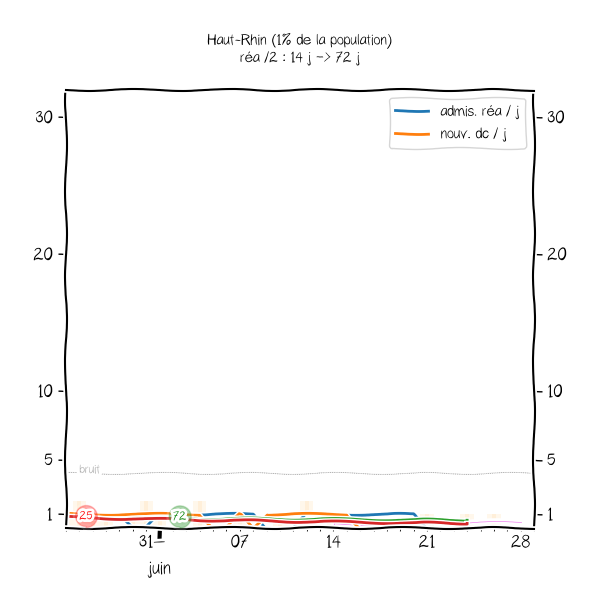 Haut-Rhin (1% de la population)
réa /2 : 14 j -> 72 j
admis. réa / j
nouv. dc / j
30
30
20
20
10
10
5
5
bruit
1
25
72
1
31
07
14
21
28
juin